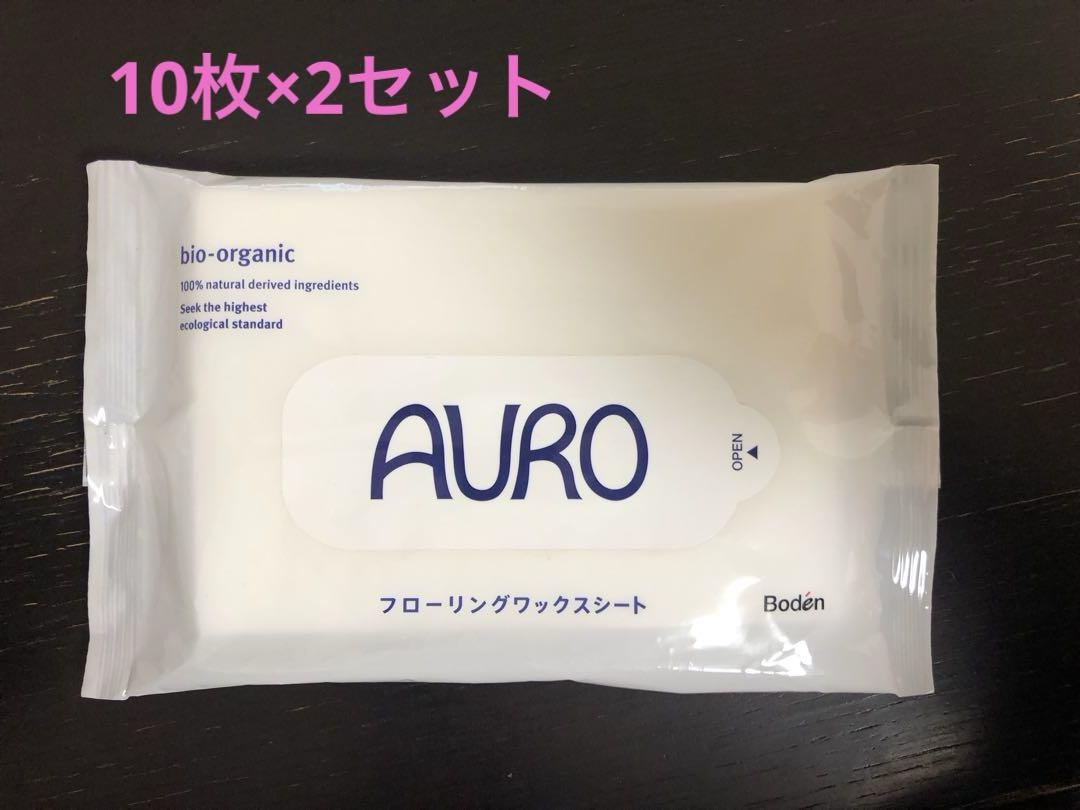 10枚×2セット
bio-organic
100% natural derived ingredients
Seek the highest
ecological standard
AURO
OPEN
フローリングワックスシート
Bodén